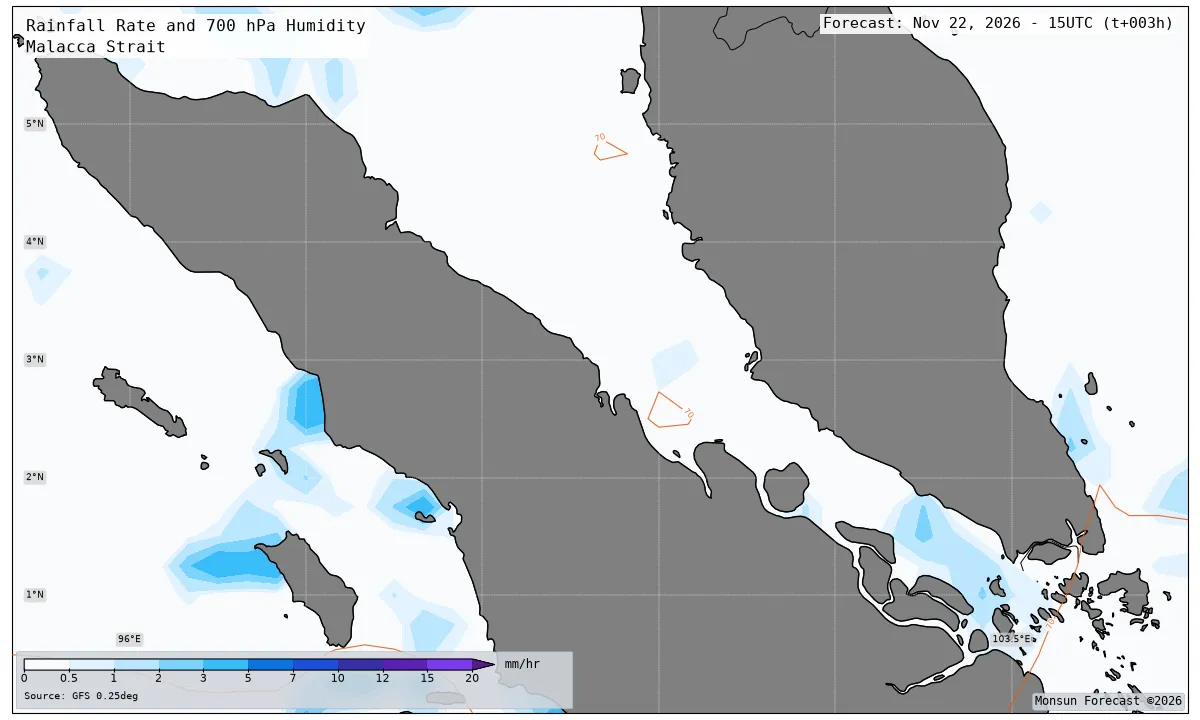 Rainfall Rate and 700 hPa Humidity
Malacca Strait
Forecast: Nov 22, 2026 - 15UTC (t+003h)
5°N
70
4°N
3°N
70
2°N
1°N
96°E
103.5°E
70
mm/hr
0 0.5 1 2 3 5 7 10 12 15 20
Source: GFS 0.25deg
Monsun Forecast ©2026